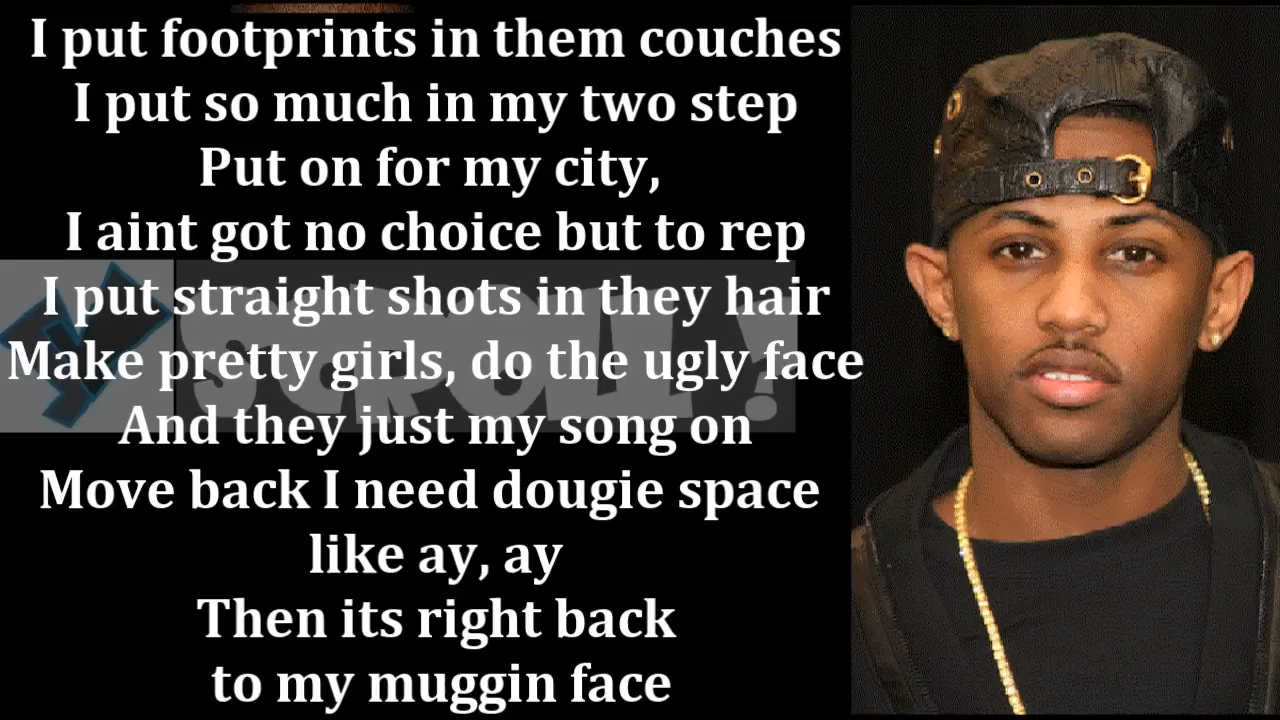 I put footprints in them couches
I put so much in my two step
Put on for my city,
I aint got no choice but to rep
I put straight shots in they hair
Make pretty girls, do the ugly face
And they just my song on
Move back I need dougie space
like ay, ay
Then its right back
to my muggin face
SCROLL !